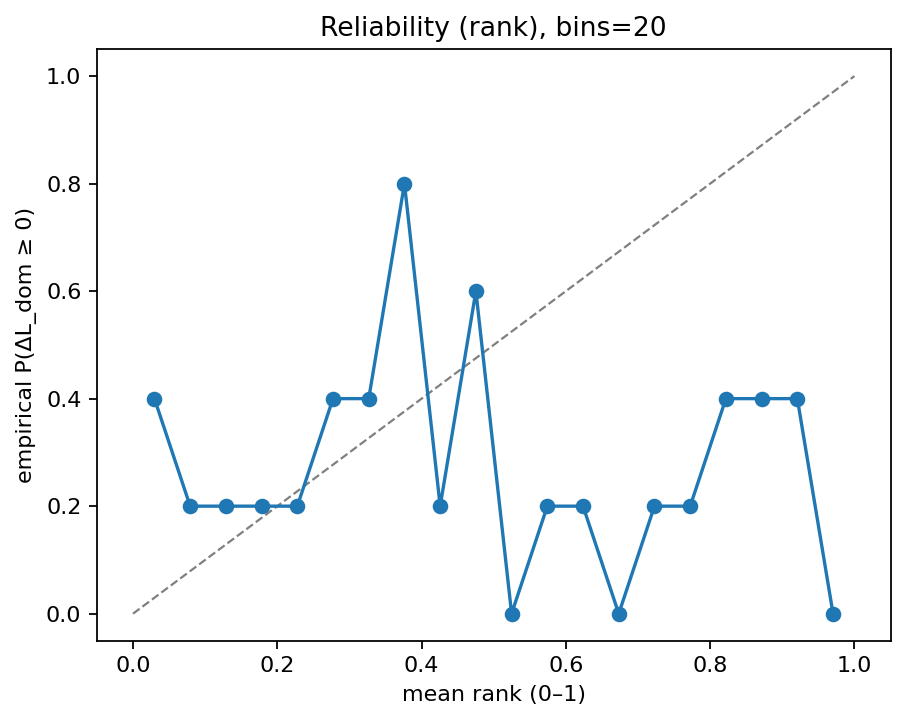 Reliability (rank), bins=20
empirical P(ΔL_dom ≥ 0)
1.0
0.8
0.6
0.4
0.2
0.0
0.0 0.2 0.4 0.6 0.8 1.0
mean rank (0–1)